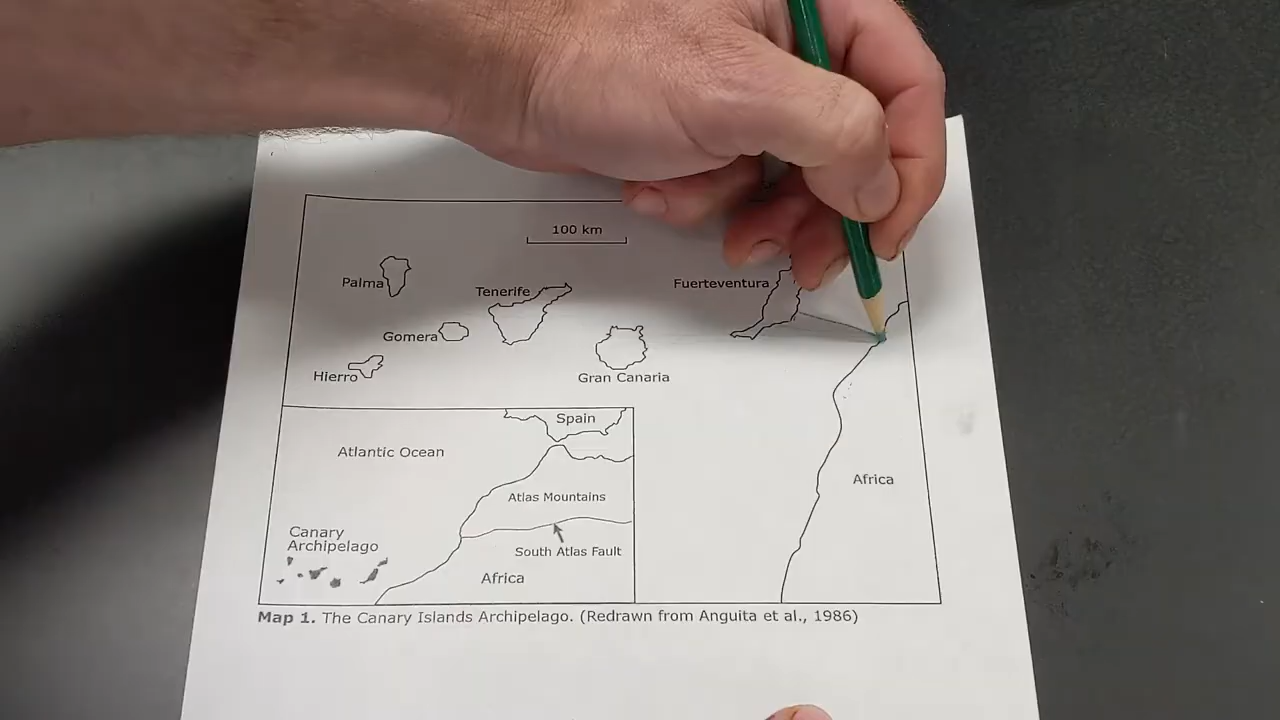 100 km
Palma
Tenerife
Fuerteventura
Gomera
Hierro
Gran Canaria
Spain
Atlantic Ocean
Atlas Mountains
Africa
Canary
Archipelago
South Atlas Fault
Africa
Map 1. The Canary Islands Archipelago. (Redrawn from Anguita et al., 1986)